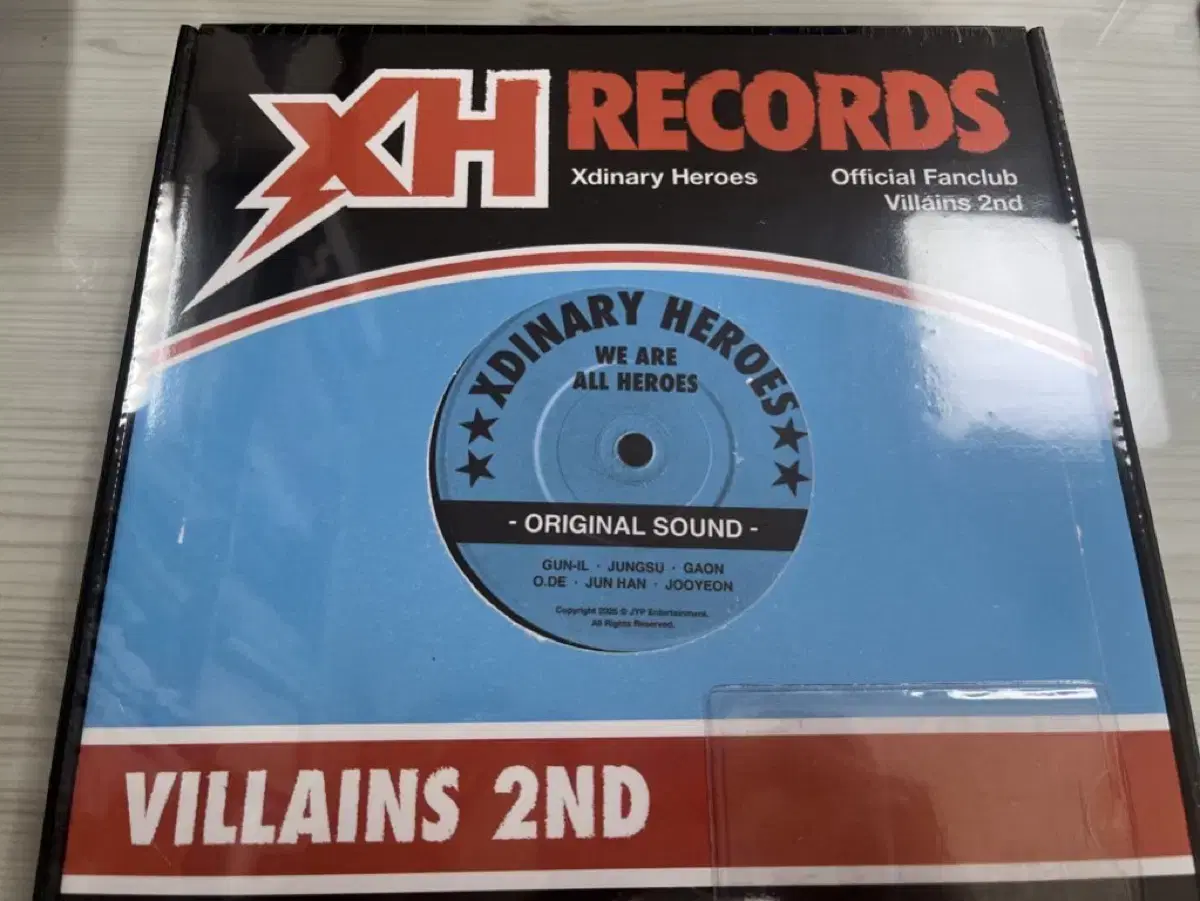 XH RECORDS
Xdinary Heroes
Official Fanclub
Villains 2nd
XDINARY HEROES
WE ARE
ALL HEROES
- ORIGINAL SOUND -
GUN-IL · JUNGSU · GAON
O.DE · JUN HAN · JOOYEON
Copyright 2025 © JYP Entertainment.
All Rights Reserved.
VILLAINS 2ND